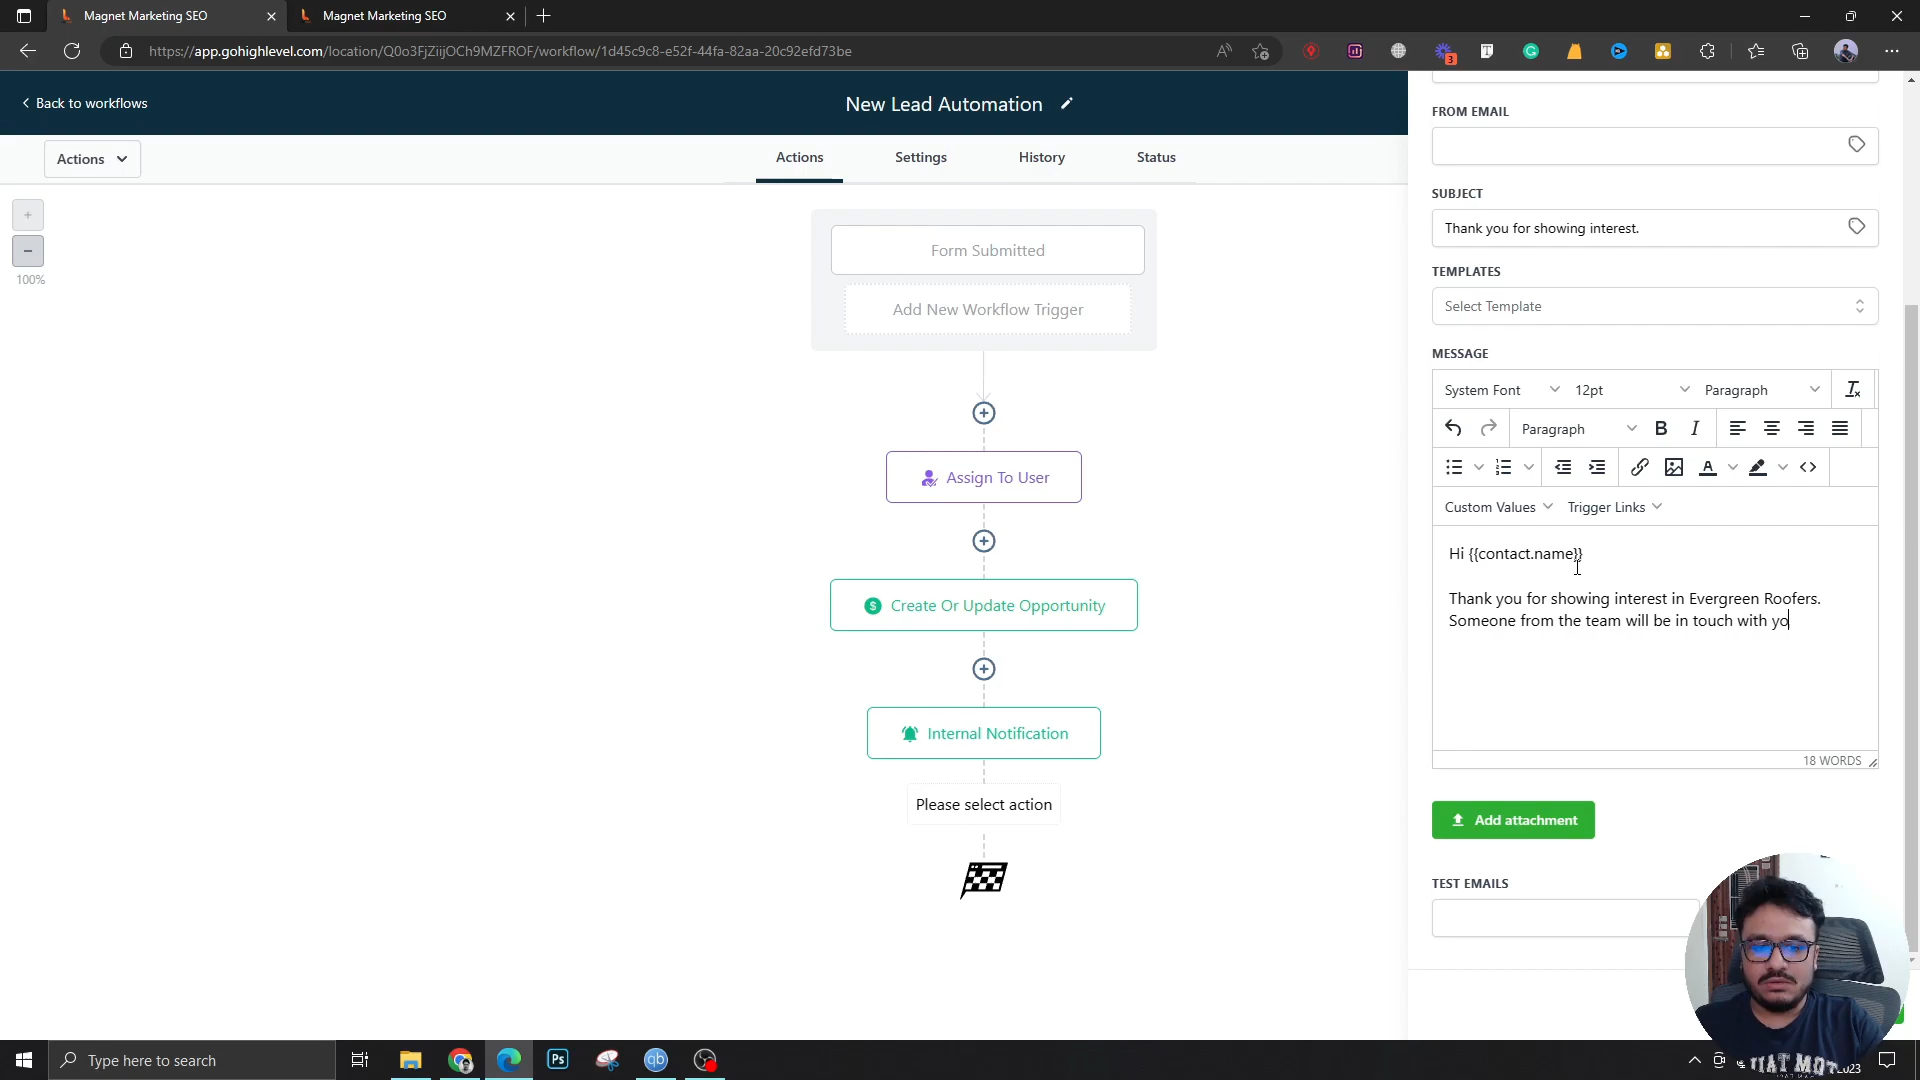 Magnet Marketing SEO
Magnet Marketing SEO
https://app.gohighlevel.com/location/Q0o3FjZiijOCh9MZFROF/workflow/1d45c9c8-e52f-44fa-82aa-20c92efd73be
3
Back to workflows
New Lead Automation
Actions
Actions
Settings
History
Status
100%
Form Submitted
Add New Workflow Trigger
Assign To User
Create Or Update Opportunity
Internal Notification
Please select action
FROM EMAIL
SUBJECT
Thank you for showing interest.
TEMPLATES
Select Template
MESSAGE
System Font
12pt
Paragraph
Paragraph
B
I
Custom Values
Trigger Links
Hi {{contact.name}}
Thank you for showing interest in Evergreen Roofers.
Someone from the team will be in touch with yo
18 WORDS
Add attachment
TEST EMAILS
Type here to search
Ps
qb